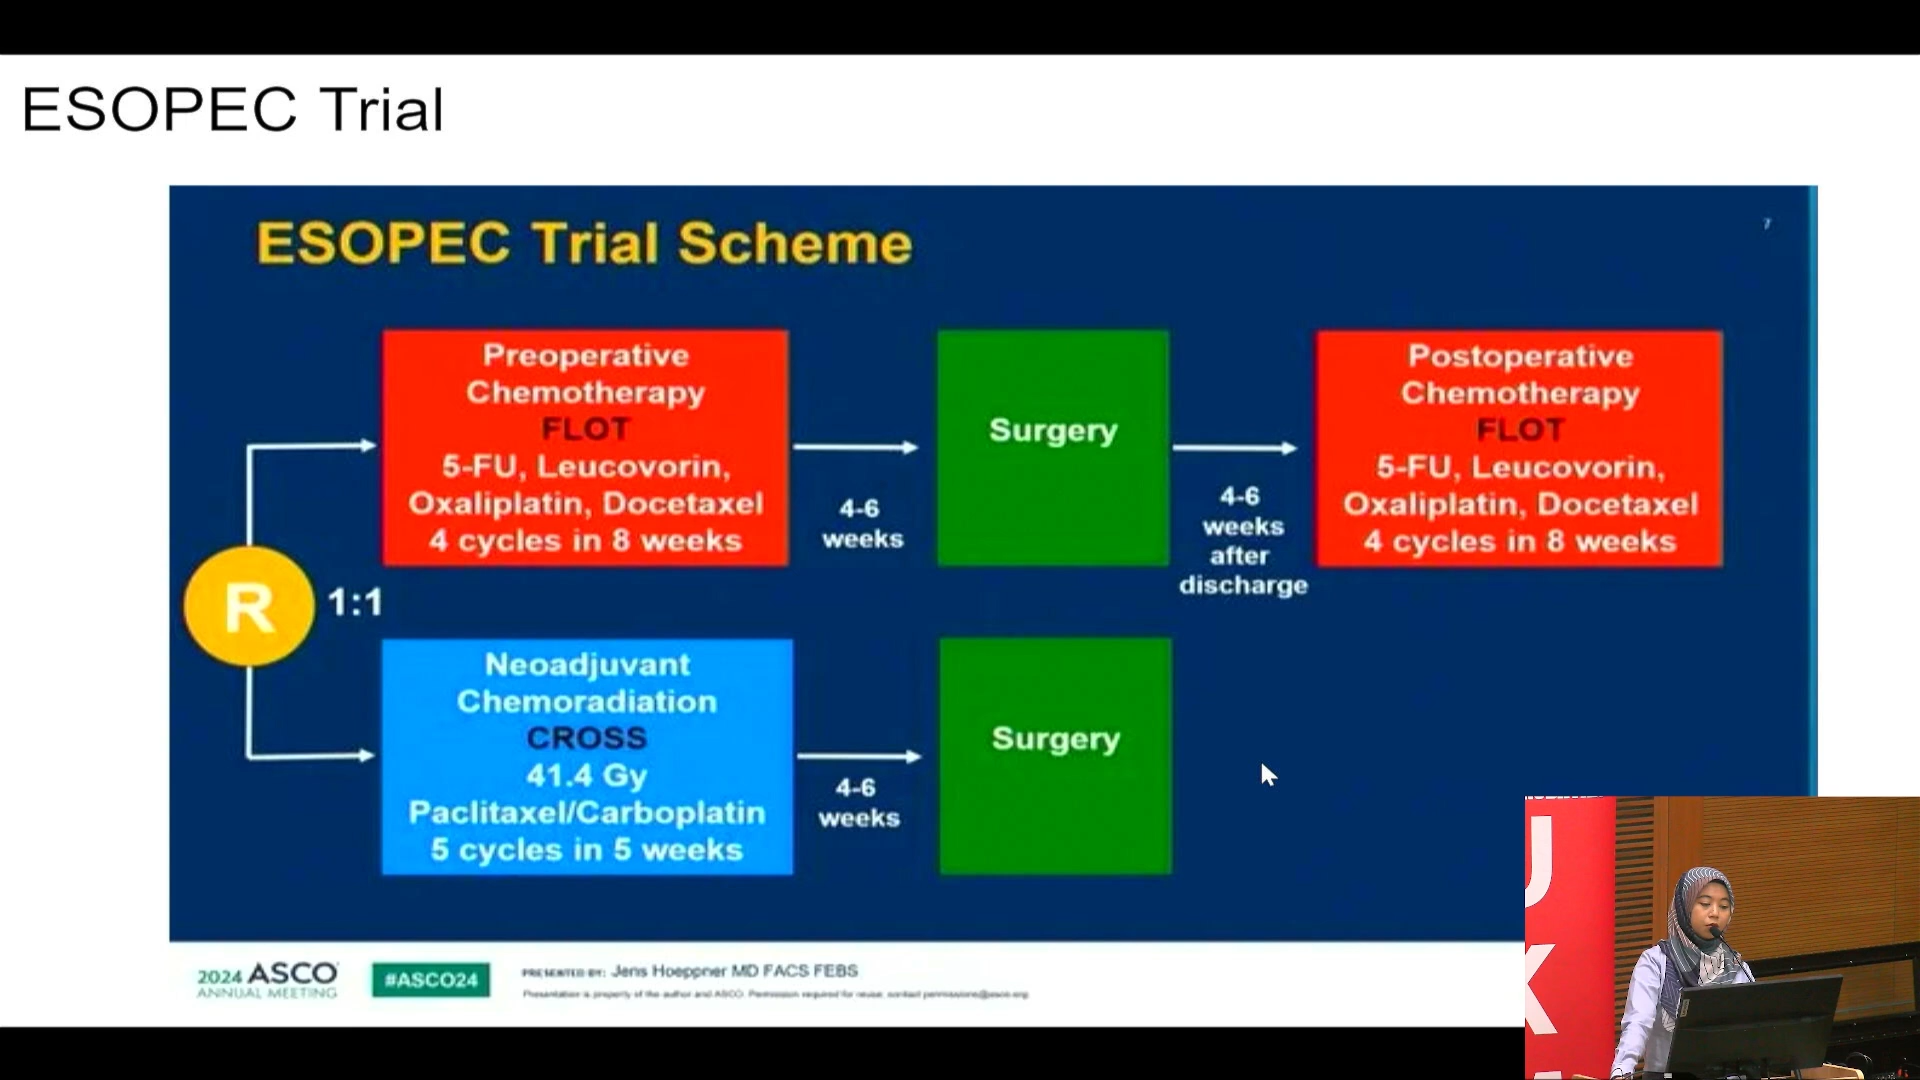 ESOPEC Trial
ESOPEC Trial Scheme
7
Preoperative
Chemotherapy
FLOT
5-FU, Leucovorin,
Oxaliplatin, Docetaxel
4 cycles in 8 weeks
4-6
weeks
Surgery
4-6
weeks
after
discharge
Postoperative
Chemotherapy
FLOT
5-FU, Leucovorin,
Oxaliplatin, Docetaxel
4 cycles in 8 weeks
R
1:1
Neoadjuvant
Chemoradiation
CROSS
41.4 Gy
Paclitaxel/Carboplatin
5 cycles in 5 weeks
4-6
weeks
Surgery
2024 ASCO
ANNUAL MEETING
#ASCO24
PRESENTED BY: Jens Hoeppner MD FACS FEBS
Presentation is property of the author and ASCO. Permission required for reuse; contact permissions@asco.org
U
K